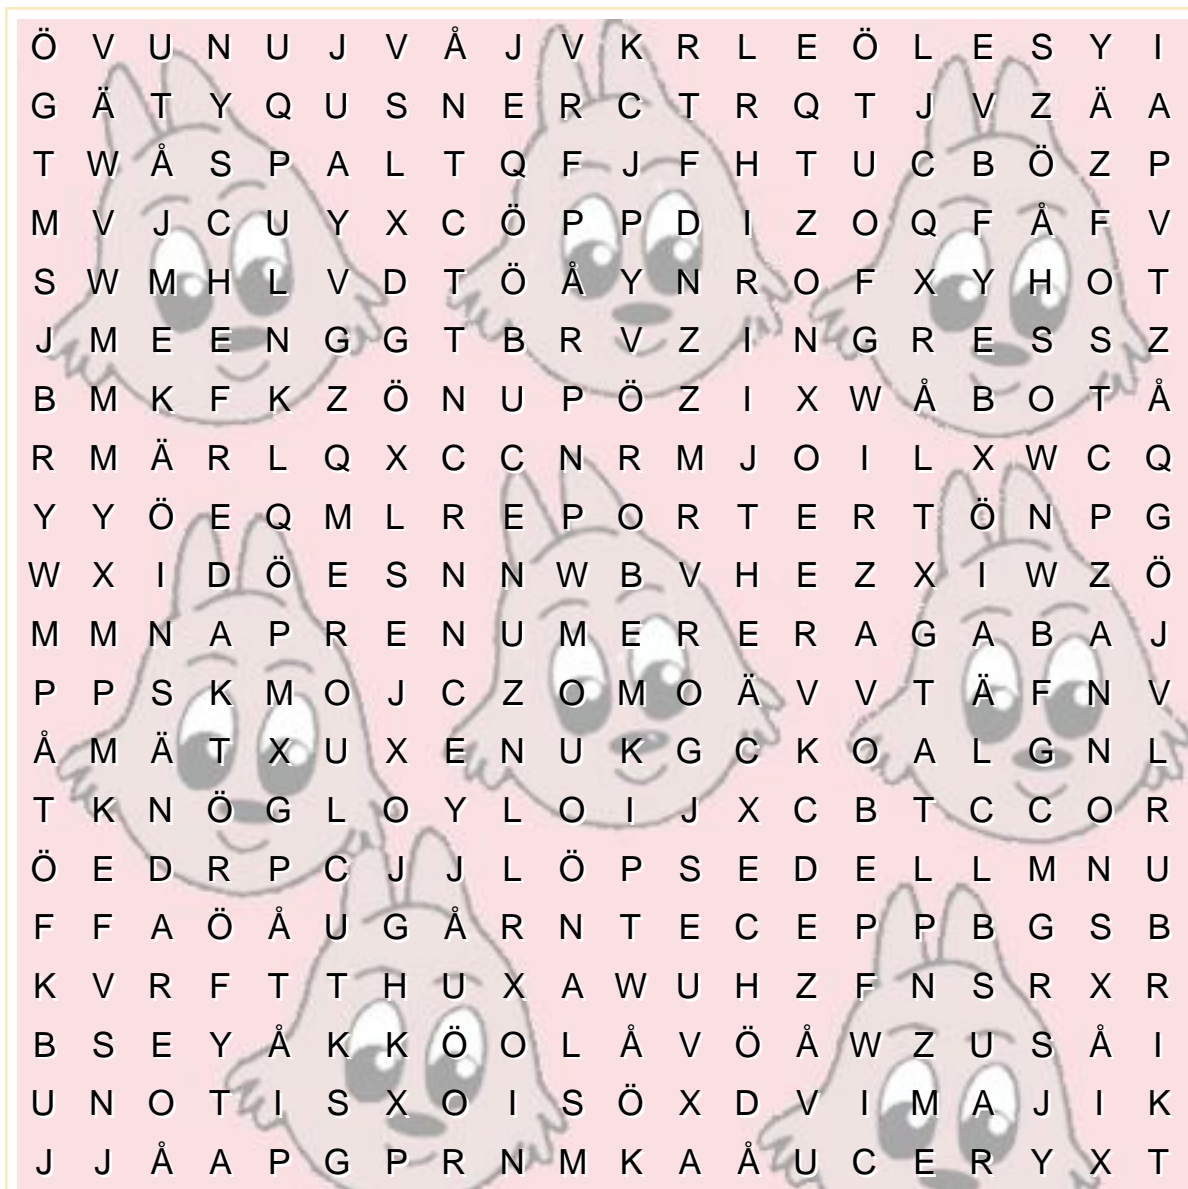 Ö V U N U J V Å J V K R L E Ö L E S Y I
G Ä T Y Q U S N E R C T R Q T J V Z Ä A
T W Å S P A L T Q F J F H T U C B Ö Z P
M V J C U Y X C Ö P P D I Z O Q F Å F V
S W M H L V D T Ö Å Y N R O F X Y H O T
J M E E N G G T B R V Z I N G R E S S Z
B M K F K Z Ö N U P Ö Z I X W Å B O T Å
R M Ä R L Q X C C N R M J O I L X W C Q
Y Y Ö E Q M L R E P O R T E R T Ö N P G
W X I D Ö E S N N W B V H E Z X I W Z Ö
M M N A P R E N U M E R E R A G A B A J
P P S K M O J C Z O M O Ä V V T Ä F N V
Å M Ä T X U X E N U K G C K O A L G N L
T K N Ö G L O Y L O I J X C B T C C O R
Ö E D R P C J J L Ö P S E D E L L M N U
F F A Ö Å U G Å R N T E C E P P B G S B
K V R F T T H U X A W U H Z F N S R X R
B S E Y Å K K Ö O L Å V Ö Å W Z U S Å I
U N O T I S X O I S Ö X D V I M A J I K
J J Å A P G P R N M K A Å U C E R Y X T